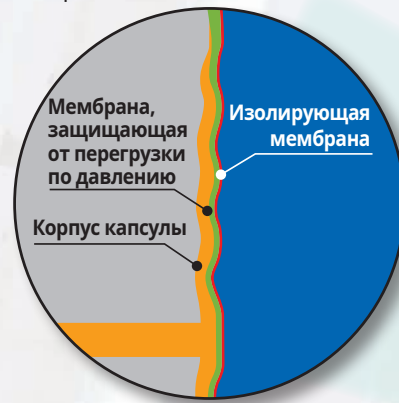 Мембрана,
защищающая
от перегрузки
по давлению
Изолирующая
мембрана
Корпус капсулы